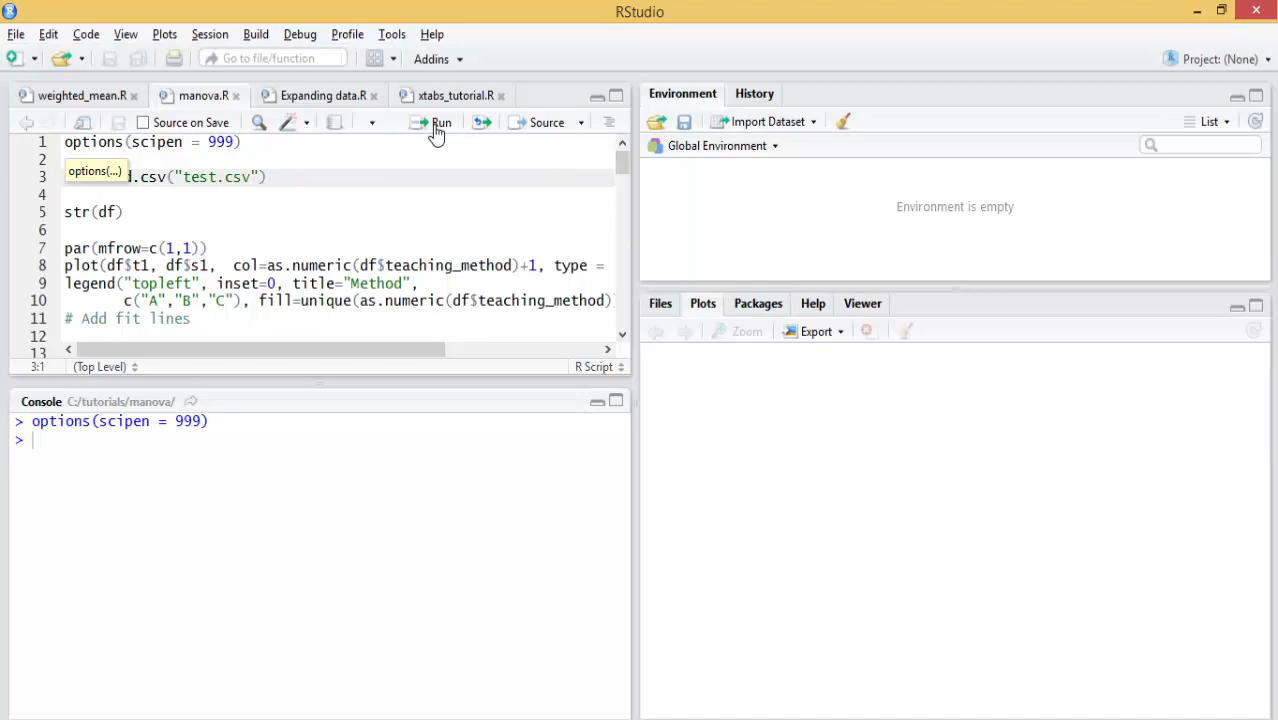 RStudio
File Edit Code View Plots Session Build Debug Profile Tools Help
Go to file/function Addins Project: (None)
weighted_mean.R manova.R Expanding data.R xtabs_tutorial.R
Source on Save Run Source
1 options(scipen = 999)
2
options(...)
3 d.csv("test.csv")
4
5 str(df)
6
7 par(mfrow=c(1,1))
8 plot(df$t1, df$s1,  col=as.numeric(df$teaching_method)+1, type =
9 legend("topleft", inset=0, title="Method",
10 c("A","B","C"), fill=unique(as.numeric(df$teaching_method)
11 # Add fit lines
12
13
3:1 (Top Level) R Script
Console C:/tutorials/manova/
> options(scipen = 999)
>
Environment History
Import Dataset List
Global Environment
Environment is empty
Files Plots Packages Help Viewer
Zoom Export